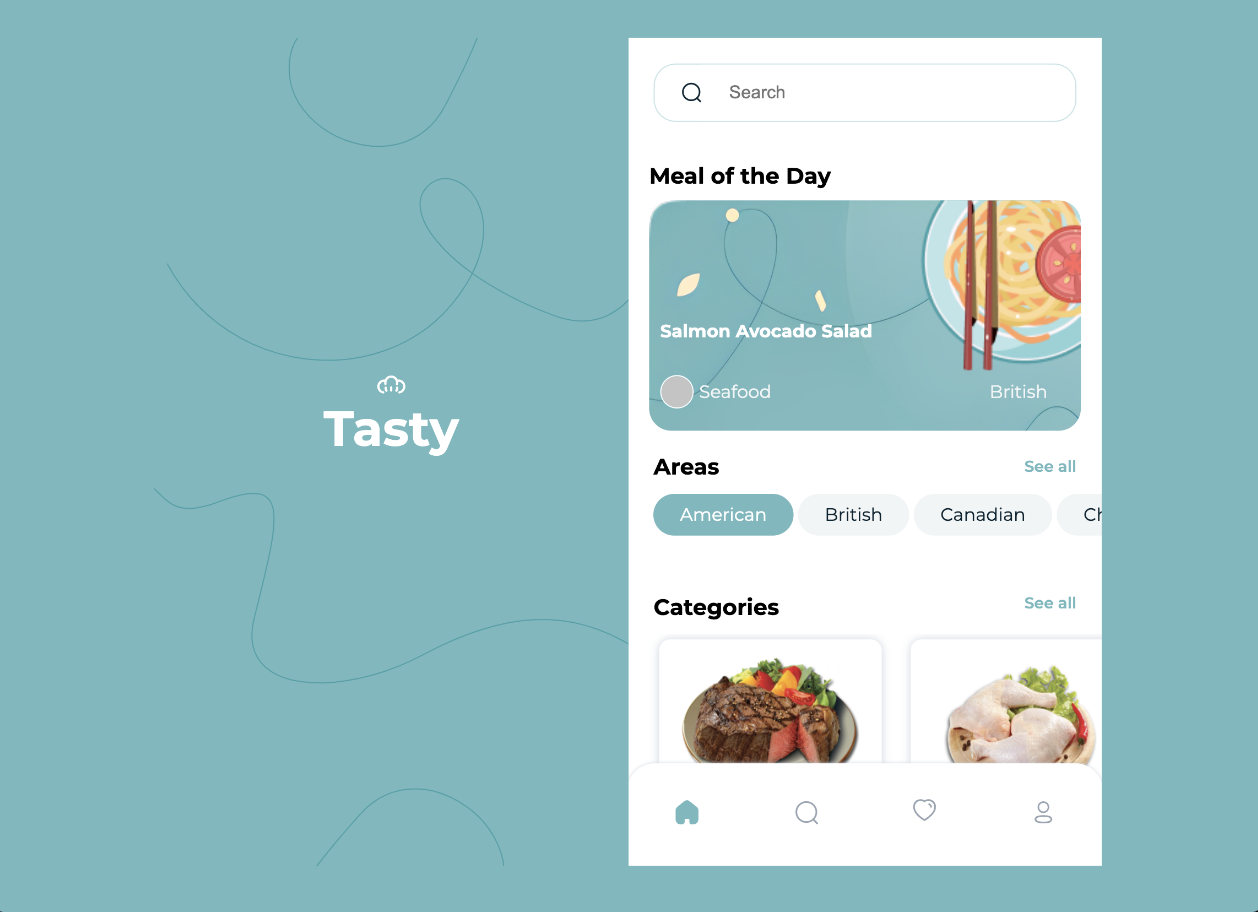 Tasty
Search
Meal of the Day
Salmon Avocado Salad
Seafood British
Areas See all
American British Canadian Ch
Categories See all